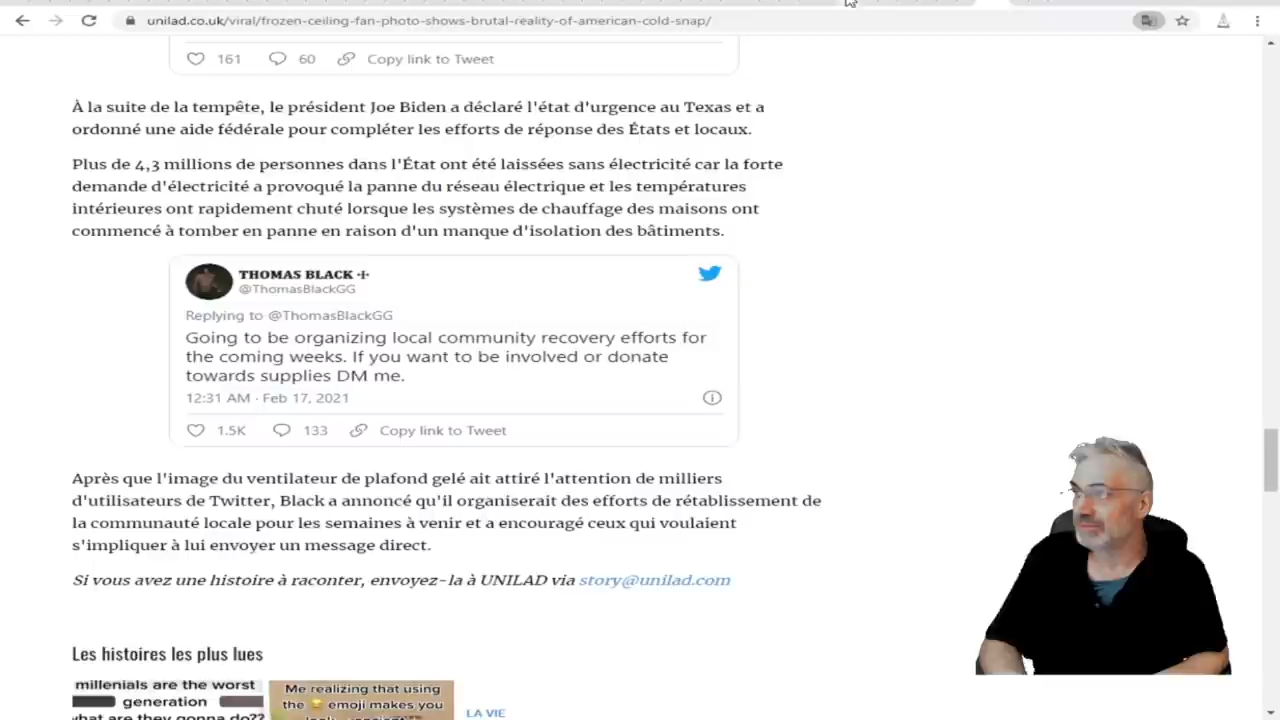 unilad.co.uk/viral/frozen-ceiling-fan-photo-shows-brutal-reality-of-american-cold-snap/
161 60 Copy link to Tweet
À la suite de la tempête, le président Joe Biden a déclaré l'état d'urgence au Texas et a
ordonné une aide fédérale pour compléter les efforts de réponse des États et locaux.
Plus de 4,3 millions de personnes dans l'État ont été laissées sans électricité car la forte
demande d'électricité a provoqué la panne du réseau électrique et les températures
intérieures ont rapidement chuté lorsque les systèmes de chauffage des maisons ont
commencé à tomber en panne en raison d'un manque d'isolation des bâtiments.
THOMAS BLACK
@ThomasBlackGG
Replying to @ThomasBlackGG
Going to be organizing local community recovery efforts for
the coming weeks. If you want to be involved or donate
towards supplies DM me.
12:31 AM · Feb 17, 2021
1.5K 133 Copy link to Tweet
Après que l'image du ventilateur de plafond gelé ait attiré l'attention de milliers
d'utilisateurs de Twitter, Black a annoncé qu'il organiserait des efforts de rétablissement de
la communauté locale pour les semaines à venir et a encouragé ceux qui voulaient
s'impliquer à lui envoyer un message direct.
Si vous avez une histoire à raconter, envoyez-la à UNILAD via story@unilad.com
Les histoires les plus lues
millenials are the worst
generation
what are they gonna do??
Me realizing that using
the 😂 emoji makes you
LA VIE